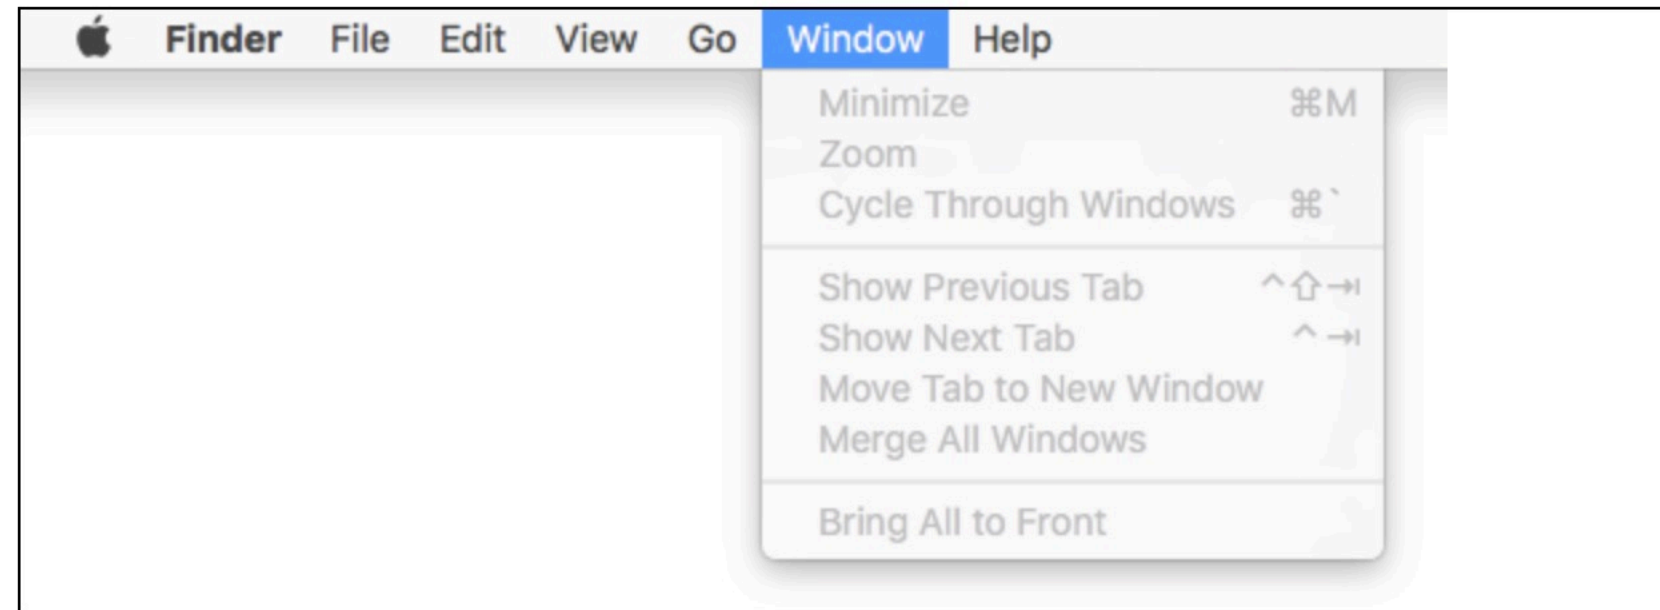 Finder File Edit View Go Window Help
Minimize ⌘M
Zoom
Cycle Through Windows ⌘`
Show Previous Tab ^⇧⇥
Show Next Tab ^⇥
Move Tab to New Window
Merge All Windows
Bring All to Front